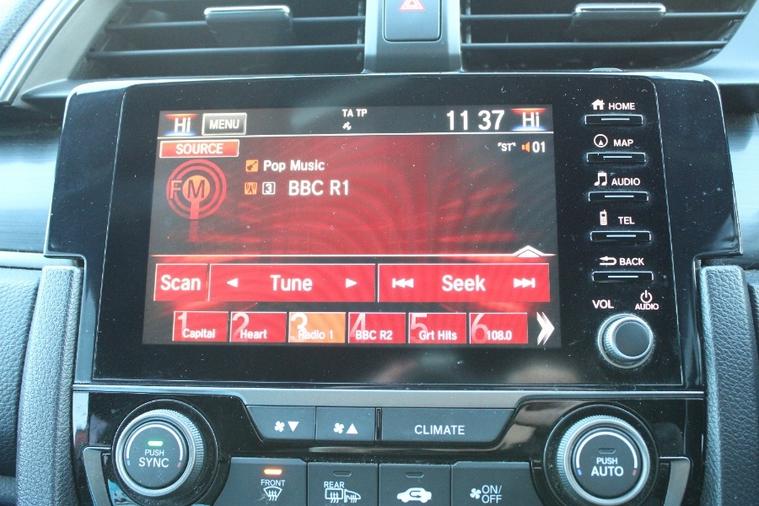 Hi MENU TA TP 11 37 Hi
SOURCE "ST" 01
FM Pop Music
3 BBC R1
Scan Tune Seek
1 Capital 2 Heart 3 Radio 1 4 BBC R2 5 Grt Hits 6 108.0
HOME
MAP
AUDIO
TEL
BACK
VOL AUDIO
CLIMATE
PUSH
SYNC
FRONT
REAR
ON/OFF
PUSH
AUTO